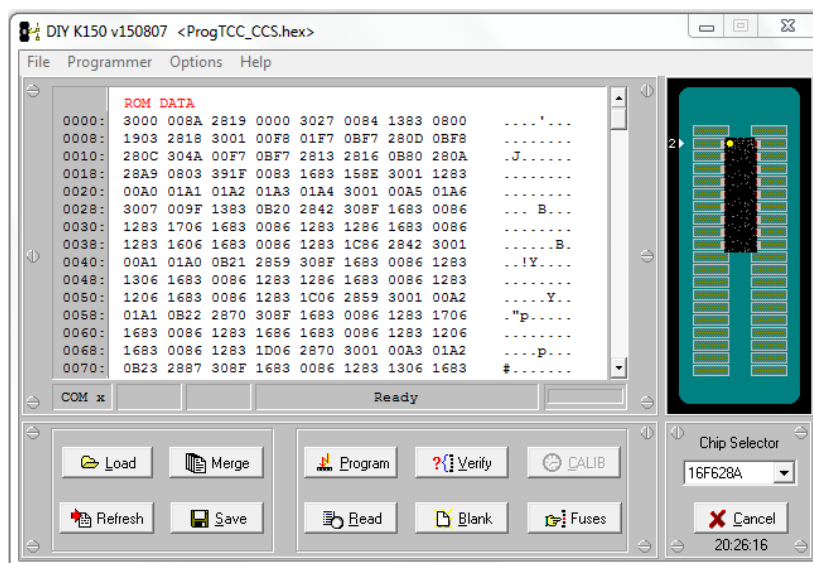 DIY K150 v150807 <ProgTCC_CCS.hex>
File Programmer Options Help
ROM DATA
0000: 3000 008A 2819 0000 3027 0084 1383 0800 ....'...
0008: 1903 2818 3001 00F8 01F7 0BF7 280D 0BF8 ........
0010: 280C 304A 00F7 0BF7 2813 2816 0B80 280A .J......
0018: 28A9 0803 391F 0083 1683 158E 3001 1283 ........
0020: 00A0 01A1 01A2 01A3 01A4 3001 00A5 01A6 ........
0028: 3007 009F 1383 0B20 2842 308F 1683 0086 ... B...
0030: 1283 1706 1683 0086 1283 1286 1683 0086 ........
0038: 1283 1606 1683 0086 1283 1C86 2842 3001 ......B.
0040: 00A1 01A0 0B21 2859 308F 1683 0086 1283 ..!Y....
0048: 1306 1683 0086 1283 1286 1683 0086 1283 ........
0050: 1206 1683 0086 1283 1C06 2859 3001 00A2 .....Y..
0058: 01A1 0B22 2870 308F 1683 0086 1283 1706 ."p.....
0060: 1683 0086 1283 1686 1683 0086 1283 1206 ........
0068: 1683 0086 1283 1D06 2870 3001 00A3 01A2 ....p...
0070: 0B23 2887 308F 1683 0086 1283 1306 1683 #.......
COM x Ready
2
Load Merge Program Verify CALIB
Refresh Save Read Blank Fuses
Chip Selector
16F628A
Cancel
20:26:16